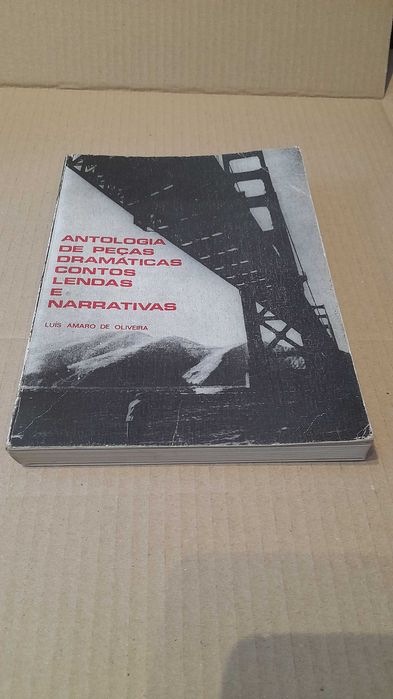 ANTOLOGIA
DE PEÇAS
DRAMÁTICAS
CONTOS
LENDAS
E
NARRATIVAS
LUÍS AMARO DE OLIVEIRA